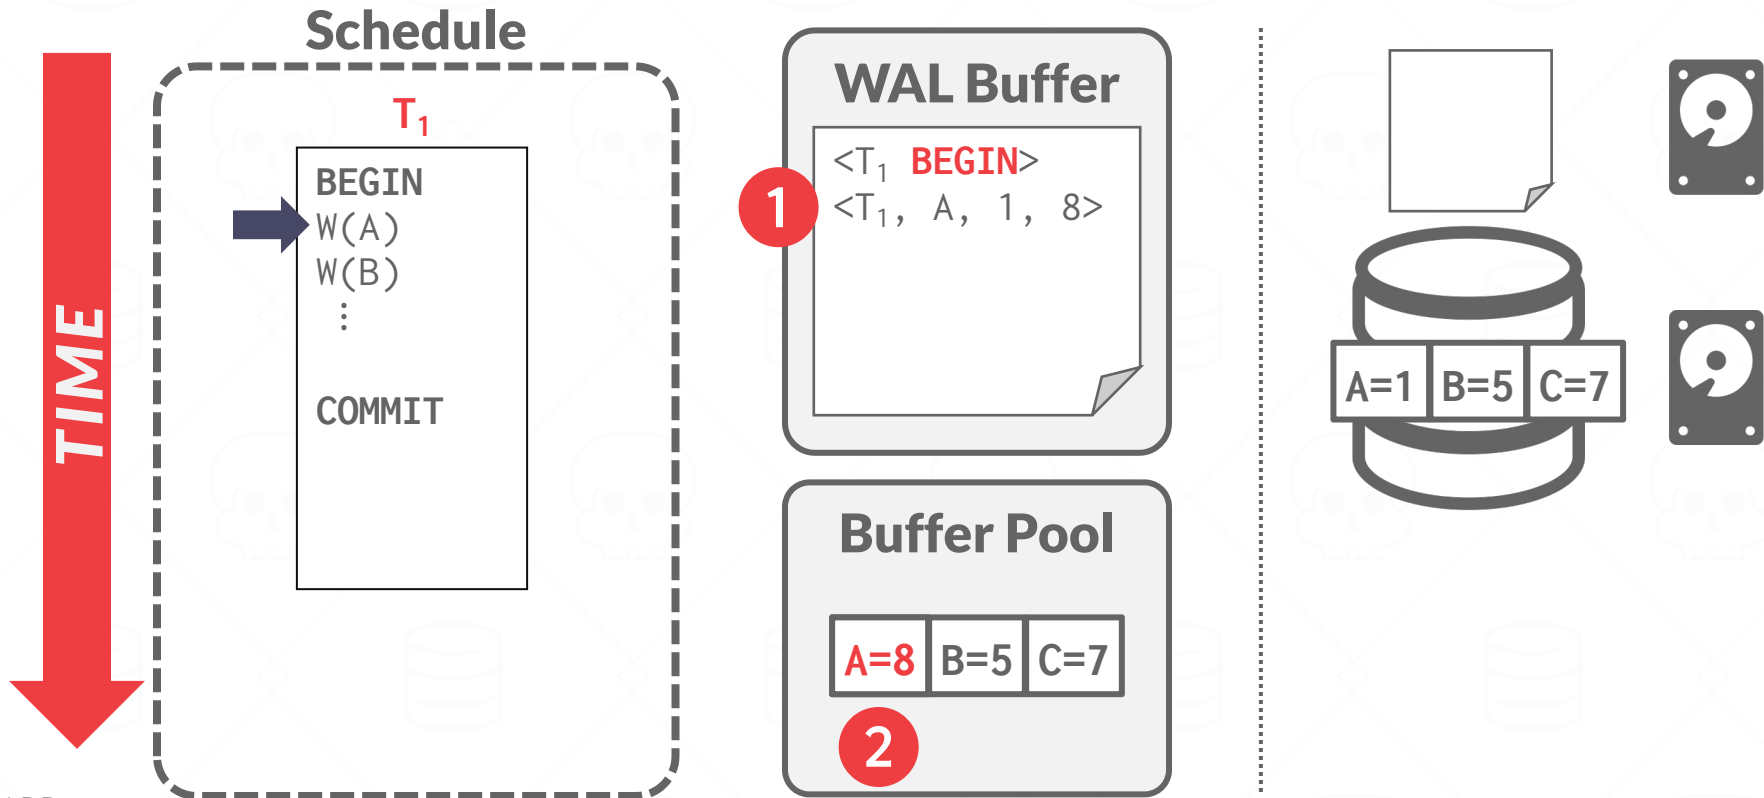 Schedule
TIME
T₁
BEGIN
W(A)
W(B)
⋮
COMMIT
WAL Buffer
1
<T₁ BEGIN>
<T₁, A, 1, 8>
Buffer Pool
A=8 B=5 C=7
2
A=1 B=5 C=7